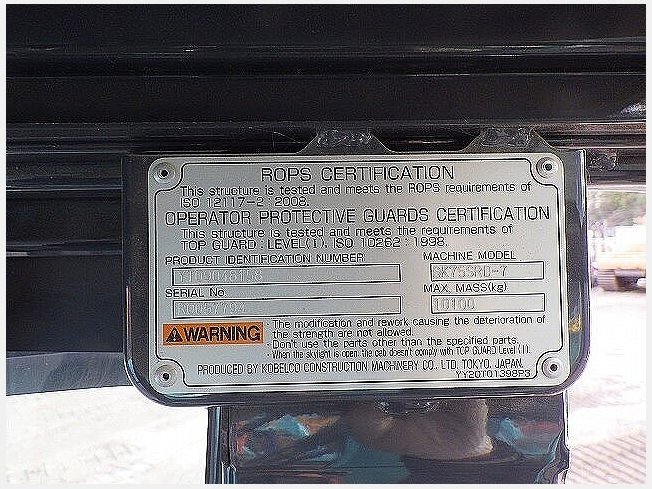 ROPS CERTIFICATION
This structure is tested and meets the ROPS requirements of
ISO 12117-2 : 2008.
OPERATOR PROTECTIVE GUARDS CERTIFICATION
This structure is tested and meets the requirements of
TOP GUARD : LEVEL(I), ISO 10262 : 1998.
PRODUCT IDENTIFICATION NUMBER
MACHINE MODEL
SK75SRD-7
SERIAL No.
MAX. MASS(kg)
10100
WARNING
· The modification and rework causing the deterioration of
the strength are not allowed.
· Don't use the parts other than the specified parts.
· When the skylight is open, the cab doesn't comply with TOP GUARD Level(I).
PRODUCED BY KOBELCO CONSTRUCTION MACHINERY CO., LTD. TOKYO, JAPAN.
YY20T01398P3